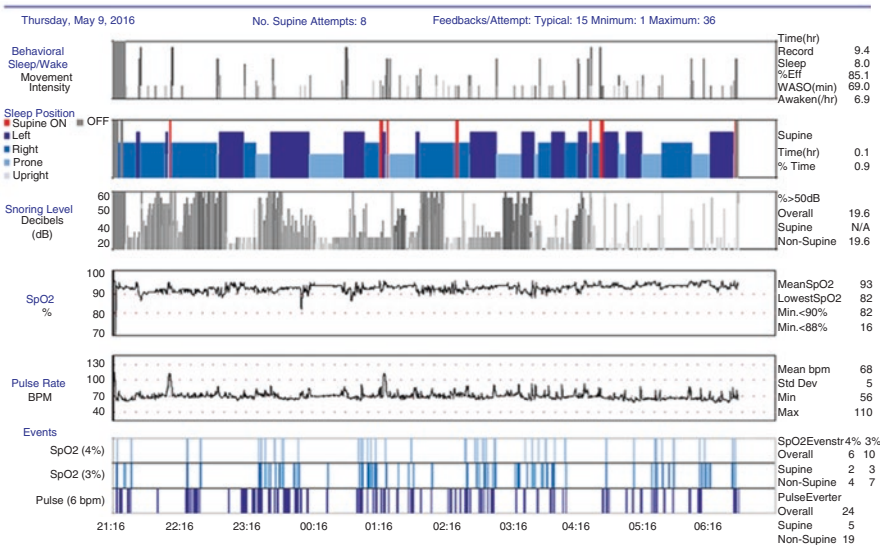 Thursday, May 9, 2016 No. Supine Attempts: 8 Feedbacks/Attempt: Typical: 15 Mnimum: 1 Maximum: 36
Behavioral
Sleep/Wake
Movement
Intensity
Time(hr)
Record 9.4
Sleep 8.0
%Eff 85.1
WASO(min) 69.0
Awaken(/hr) 6.9
Sleep Position
Supine ON OFF
Left
Right
Prone
Upright
Supine
Time(hr) 0.1
% Time 0.9
Snoring Level
Decibels
(dB)
60
50
40
20
%>50dB
Overall 19.6
Supine N/A
Non-Supine 19.6
SpO2
%
100
90
80
70
MeanSpO2 93
LowestSpO2 82
Min.<90% 82
Min.<88% 16
Pulse Rate
BPM
130
100
70
40
Mean bpm 68
Std Dev 5
Min 56
Max 110
Events
SpO2 (4%)
SpO2 (3%)
Pulse (6 bpm)
SpO2Evenstr4% 3%
Overall 6 10
Supine 2 3
Non-Supine 4 7
PulseEverter
Overall 24
Supine 5
Non-Supine 19
21:16 22:16 23:16 00:16 01:16 02:16 03:16 04:16 05:16 06:16